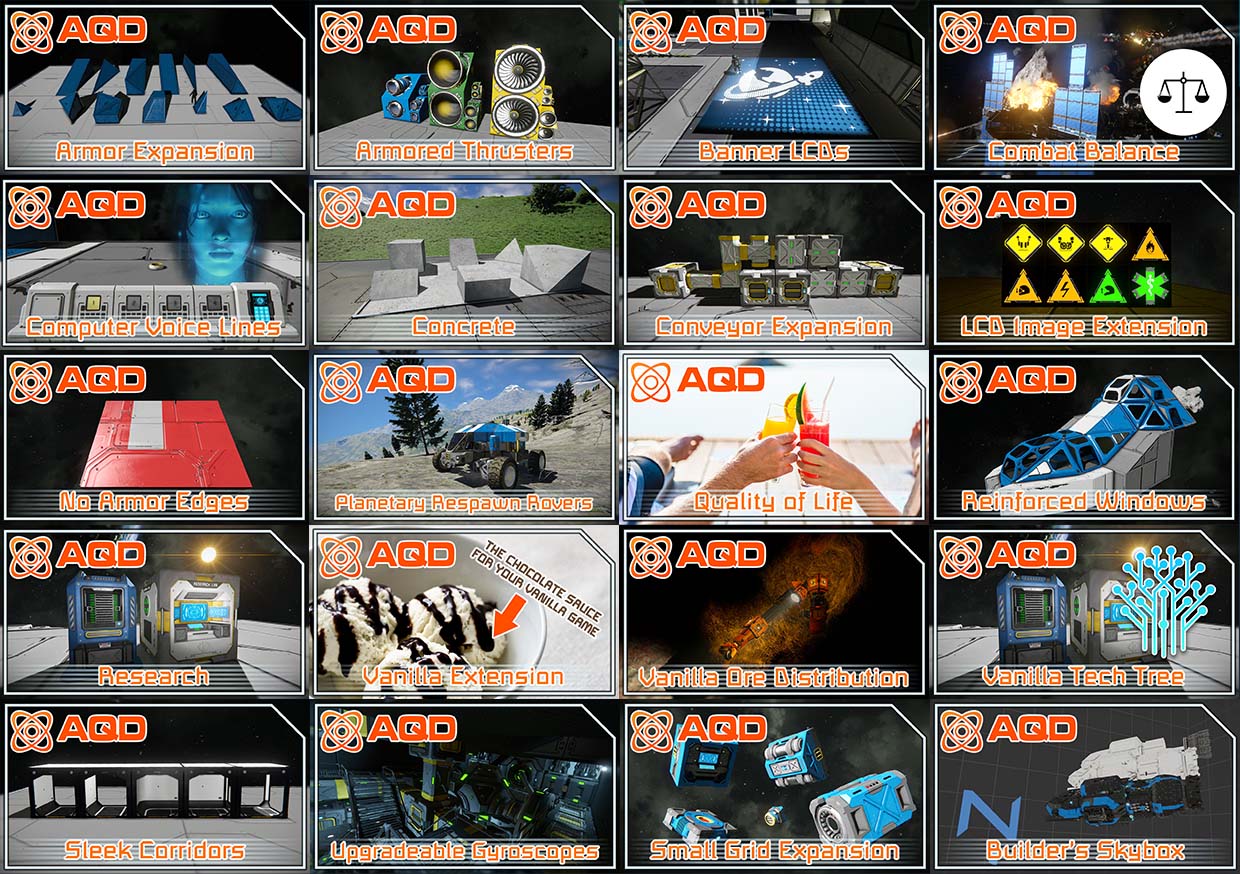 AQD
Armor Expansion
AQD
Armored Thrusters
AQD
Banner LCDs
AQD
Combat Balance
AQD
Computer Voice Lines
AQD
Concrete
AQD
Conveyor Expansion
AQD
LCD Image Extension
AQD
No Armor Edges
AQD
Planetary Respawn Rovers
AQD
Quality of Life
AQD
Reinforced Windows
AQD
RESEARCH LAB
Research
AQD
THE CHOCOLATE SAUCE
FOR YOUR VANILLA GAME
Vanilla Extension
AQD
Vanilla Ore Distribution
AQD
Vanilla Tech Tree
AQD
Sleek Corridors
AQD
Upgradeable Gyroscopes
AQD
Small Grid Expansion
AQD
N
Builder's Skybox